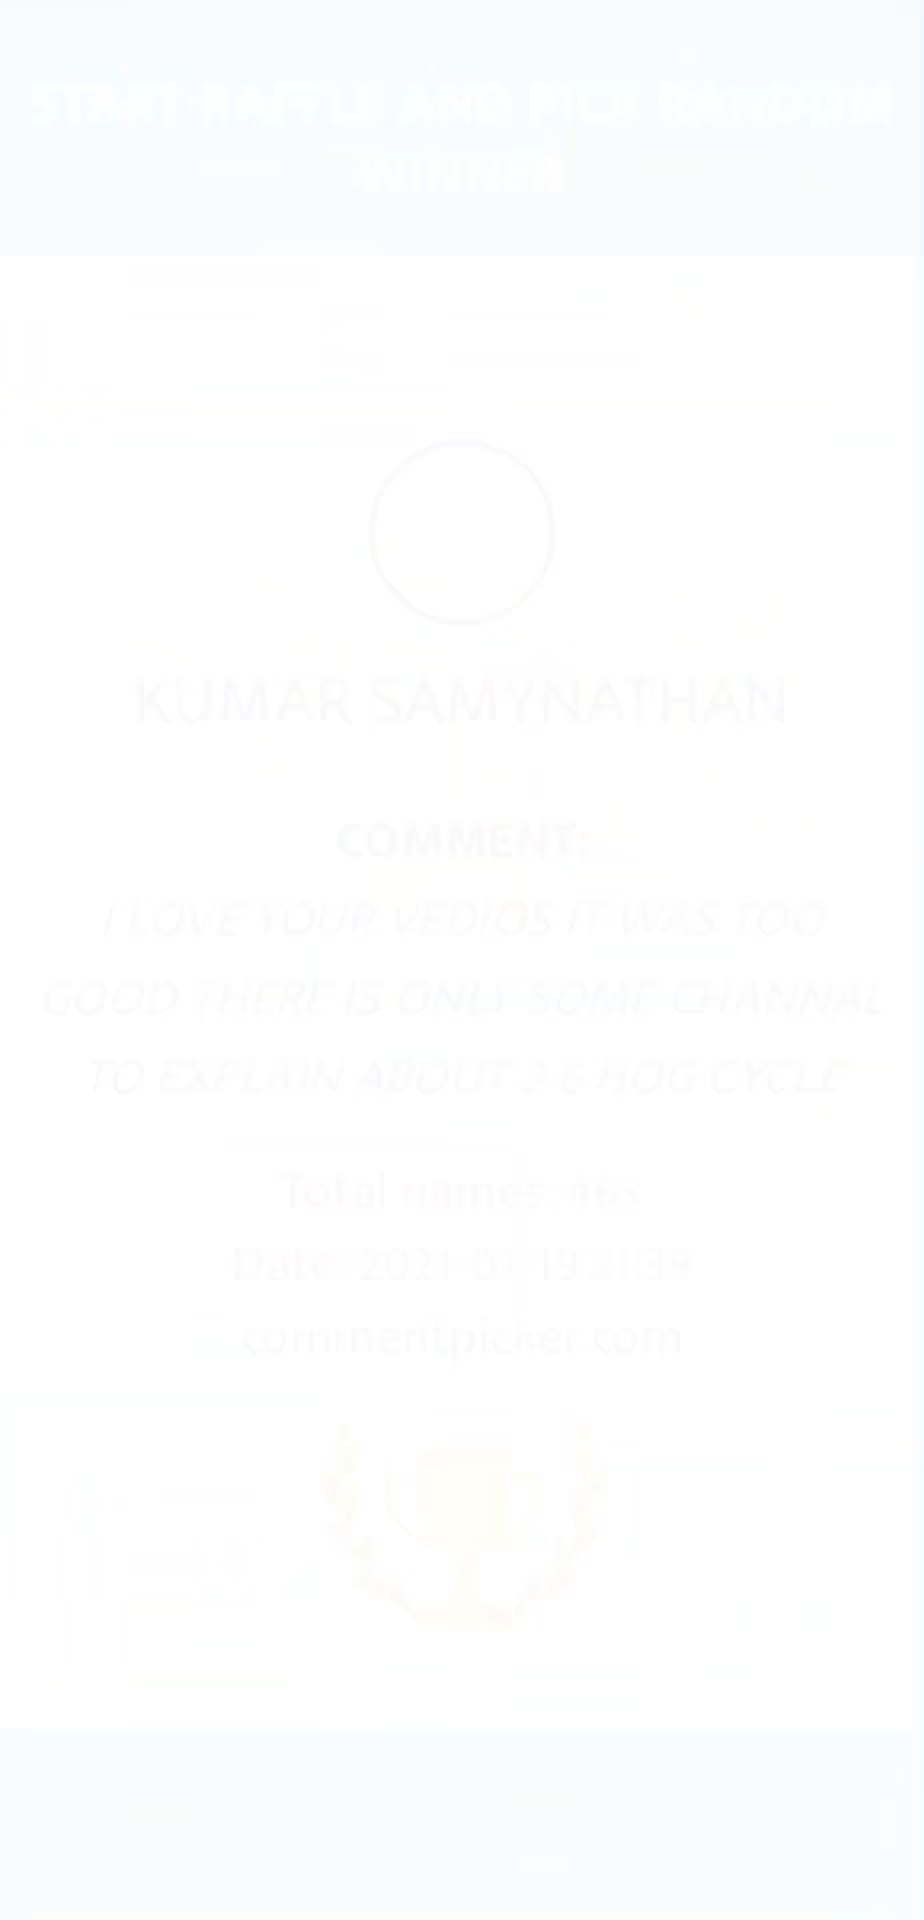 START RAFFLE AND PICK RANDOM
WINNER
KUMAR SAMYNATHAN
COMMENT:
I LOVE YOUR VEDIOS IT WAS TOO
GOOD THERE IS ONLY SOME CHANNAL
TO EXPLAIN ABOUT 2 & HOG CYCLE
Total names: 463
Date: 2021-07-19 21:39
commentpicker.com